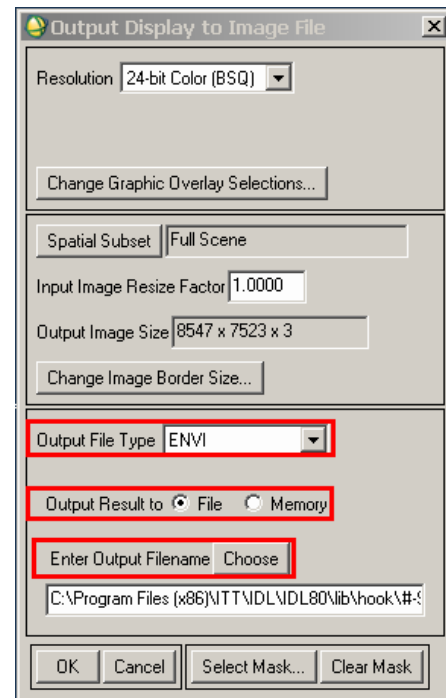 Output Display to Image File
Resolution 24-bit Color (BSQ)
Change Graphic Overlay Selections...
Spatial Subset Full Scene
Input Image Resize Factor 1.0000
Output Image Size 8547 x 7523 x 3
Change Image Border Size...
Output File Type ENVI
Output Result to File Memory
Enter Output Filename Choose
C:\Program Files (x86)\ITT\IDL\IDL80\lib\hook\#-
OK Cancel Select Mask... Clear Mask